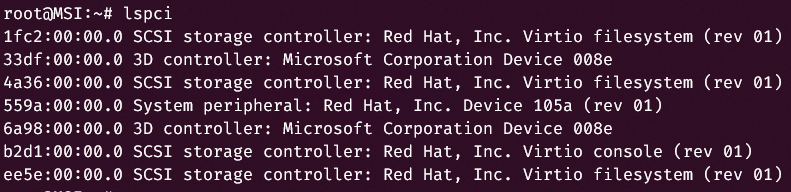 root@MSI:~# lspci
1fc2:00:00.0 SCSI storage controller: Red Hat, Inc. Virtio filesystem (rev 01)
33df:00:00.0 3D controller: Microsoft Corporation Device 008e
4a36:00:00.0 SCSI storage controller: Red Hat, Inc. Virtio filesystem (rev 01)
559a:00:00.0 System peripheral: Red Hat, Inc. Device 105a (rev 01)
6a98:00:00.0 3D controller: Microsoft Corporation Device 008e
b2d1:00:00.0 SCSI storage controller: Red Hat, Inc. Virtio console (rev 01)
ee5e:00:00.0 SCSI storage controller: Red Hat, Inc. Virtio filesystem (rev 01)